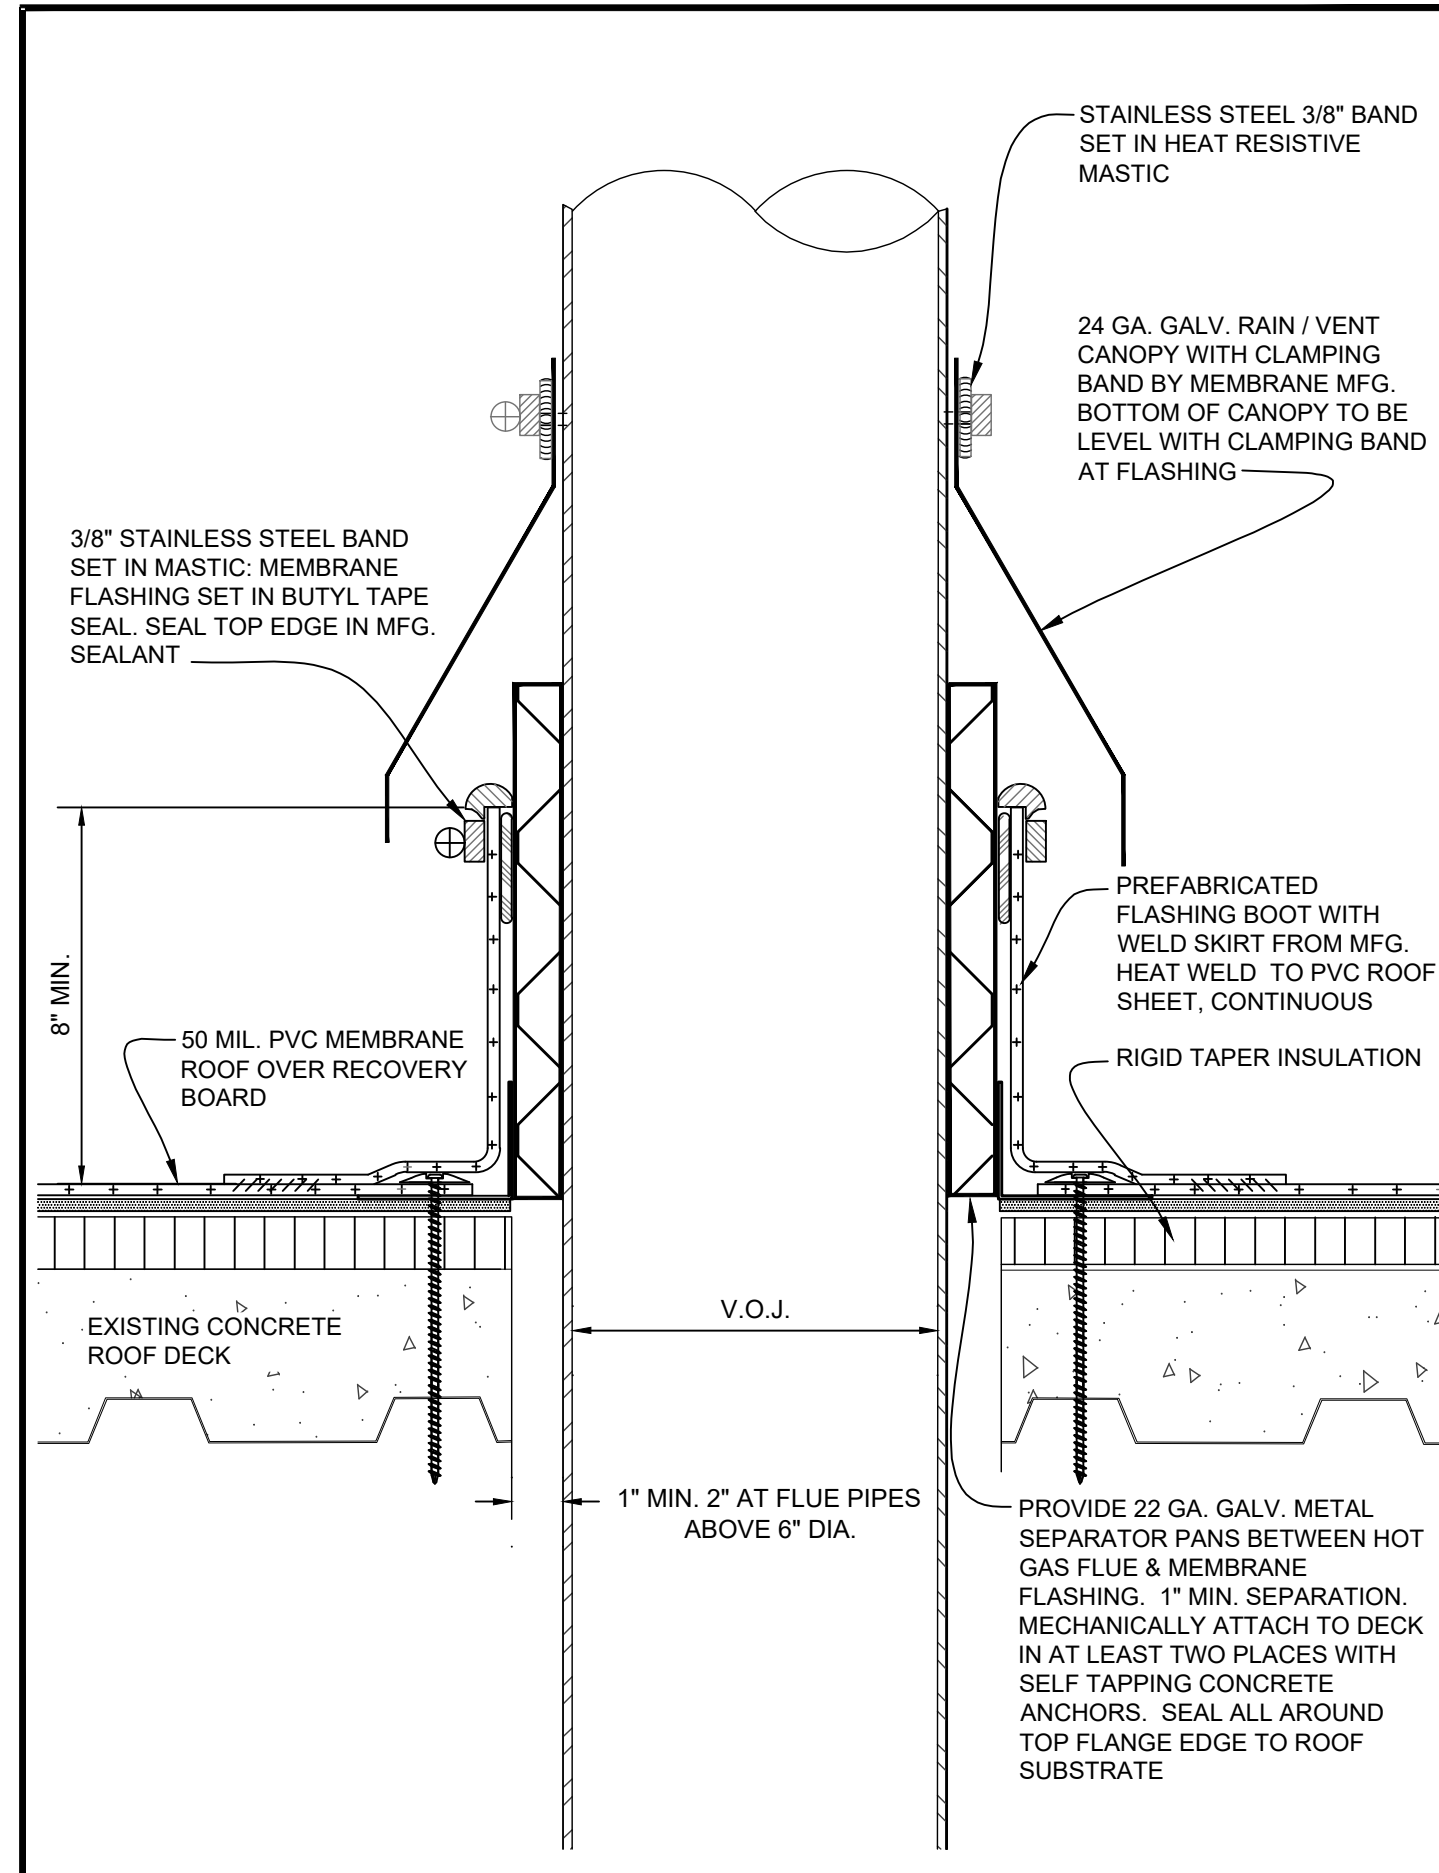 STAINLESS STEEL 3/8" BAND
SET IN HEAT RESISTIVE
MASTIC
24 GA. GALV. RAIN / VENT
CANOPY WITH CLAMPING
BAND BY MEMBRANE MFG.
BOTTOM OF CANOPY TO BE
LEVEL WITH CLAMPING BAND
AT FLASHING
3/8" STAINLESS STEEL BAND
SET IN MASTIC: MEMBRANE
FLASHING SET IN BUTYL TAPE
SEAL. SEAL TOP EDGE IN MFG.
SEALANT
PREFABRICATED
FLASHING BOOT WITH
WELD SKIRT FROM MFG.
HEAT WELD TO PVC ROOF
SHEET, CONTINUOUS
8" MIN.
50 MIL. PVC MEMBRANE
ROOF OVER RECOVERY
BOARD
RIGID TAPER INSULATION
V.O.J.
EXISTING CONCRETE
ROOF DECK
1" MIN. 2" AT FLUE PIPES
ABOVE 6" DIA.
PROVIDE 22 GA. GALV. METAL
SEPARATOR PANS BETWEEN HOT
GAS FLUE & MEMBRANE
FLASHING. 1" MIN. SEPARATION.
MECHANICALLY ATTACH TO DECK
IN AT LEAST TWO PLACES WITH
SELF TAPPING CONCRETE
ANCHORS. SEAL ALL AROUND
TOP FLANGE EDGE TO ROOF
SUBSTRATE